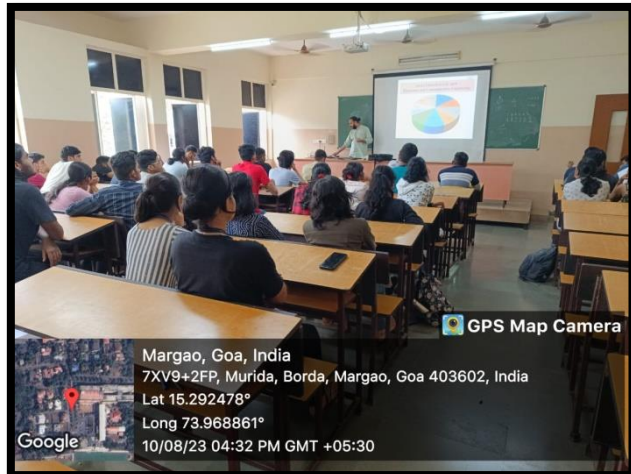 GPS Map Camera
Margao, Goa, India
7XV9+2FP, Murida, Borda, Margao, Goa 403602, India
Lat 15.292478°
Long 73.968861°
10/08/23 04:32 PM GMT +05:30
Google